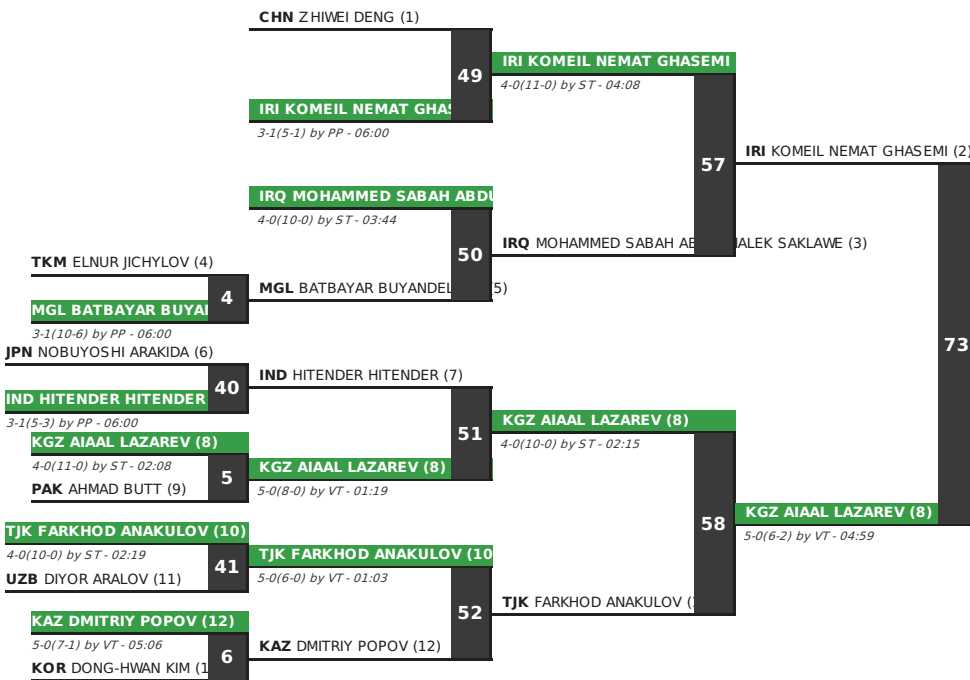 CHN ZHIWEI DENG (1)
49
IRI KOMEIL NEMAT GHASEMI
4-0(11-0) by ST - 04:08
IRI KOMEIL NEMAT
3-1(5-1) by PP - 06:00
57
IRI KOMEIL NEMAT GHASEMI (2)
IRQ MOHAMMED SABAH
4-0(10-0) by ST - 03:44
50
IRQ MOHAMMED SABAH SAKLAWE (3)
TKM ELNUR JICHYLOV (4)
4
MGL BATBAYAR
3-1(10-6) by PP - 06:00
MGL BATBAYAR (5)
73
JPN NOBUYOSHI ARAKIDA (6)
40
IND HITENDER HITENDER
3-1(5-3) by PP - 06:00
IND HITENDER HITENDER (7)
51
KGZ AIAAL LAZAREV (8)
4-0(10-0) by ST - 02:15
KGZ AIAAL LAZAREV (8)
4-0(11-0) by ST - 02:08
5
PAK AHMAD BUTT (9)
KGZ AIAAL LAZAREV (8)
5-0(8-0) by VT - 01:19
58
KGZ AIAAL LAZAREV (8)
5-0(6-2) by VT - 04:59
TJK FARKHOD ANAKULOV (10)
4-0(10-0) by ST - 02:19
41
UZB DIYOR ARALOV (11)
TJK FARKHOD ANAKULOV (10
5-0(6-0) by VT - 01:03
52
TJK FARKHOD ANAKULOV
KAZ DMITRIY POPOV (12)
5-0(7-1) by VT - 05:06
6
KOR DONG-HWAN KIM
KAZ DMITRIY POPOV (12)